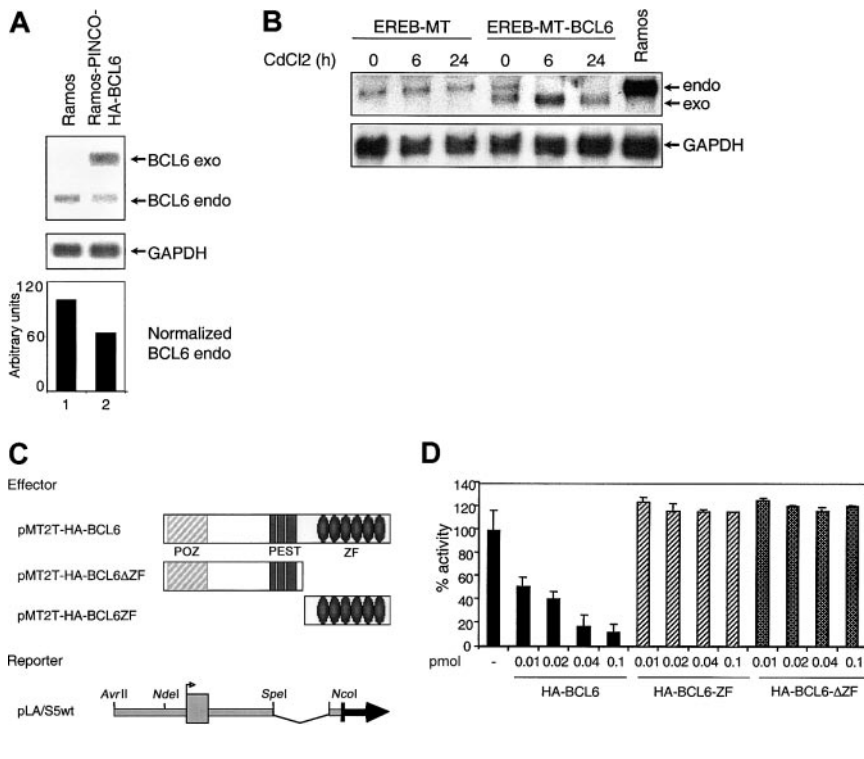 A
Ramos
Ramos-PINCO-
HA-BCL6
BCL6 exo
BCL6 endo
GAPDH
Arbitrary units
120
60
0
Normalized
BCL6 endo
1 2
B
EREB-MT EREB-MT-BCL6 Ramos
CdCl2 (h) 0 6 24 0 6 24
endo
exo
GAPDH
C
Effector
pMT2T-HA-BCL6
POZ PEST ZF
pMT2T-HA-BCL6ΔZF
pMT2T-HA-BCL6ZF
Reporter
AvrII NdeI SpeI NcoI
pLA/S5wt
D
% activity
140
120
100
80
60
40
20
0
pmol - 0.01 0.02 0.04 0.1 0.01 0.02 0.04 0.1 0.01 0.02 0.04 0.1
HA-BCL6 HA-BCL6-ZF HA-BCL6-ΔZF